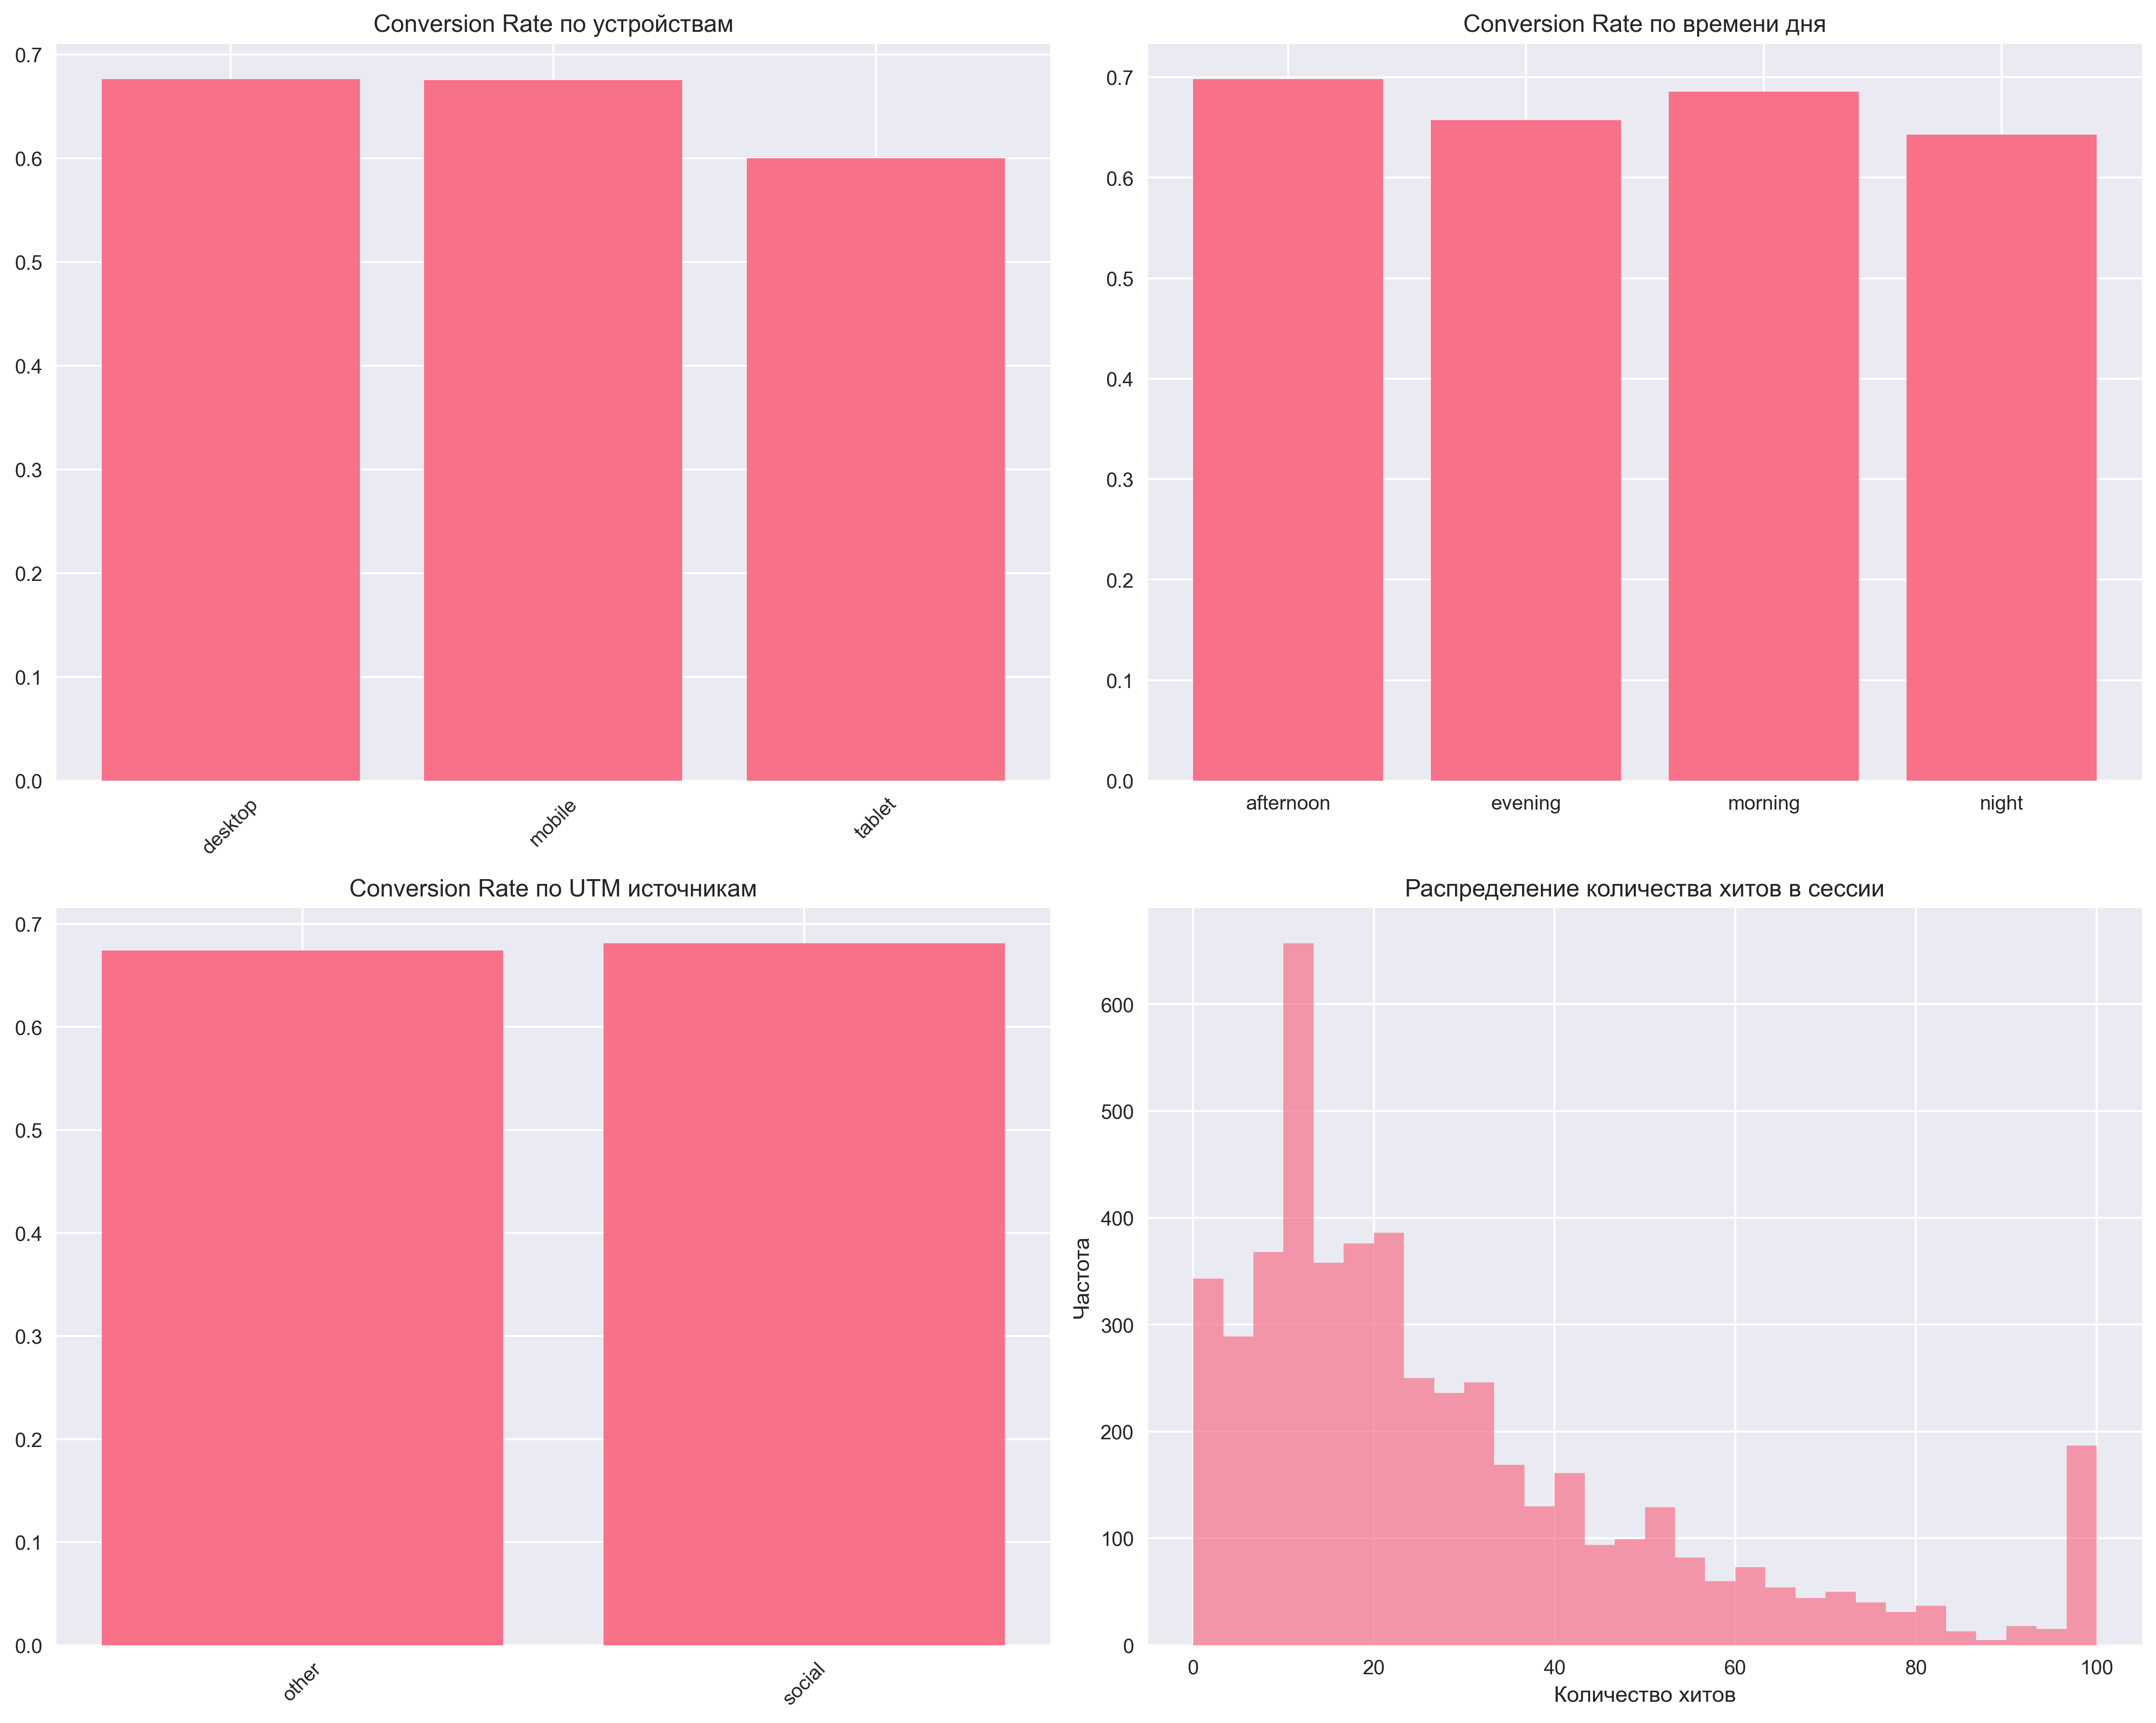 Conversion Rate по устройствам
0.7
0.6
0.5
0.4
0.3
0.2
0.1
0.0
desktop
mobile
tablet
Conversion Rate по времени дня
0.7
0.6
0.5
0.4
0.3
0.2
0.1
0.0
afternoon
evening
morning
night
Conversion Rate по UTM источникам
0.7
0.6
0.5
0.4
0.3
0.2
0.1
0.0
other
social
Распределение количества хитов в сессии
Частота
600
500
400
300
200
100
0
0
20
40
60
80
100
Количество хитов